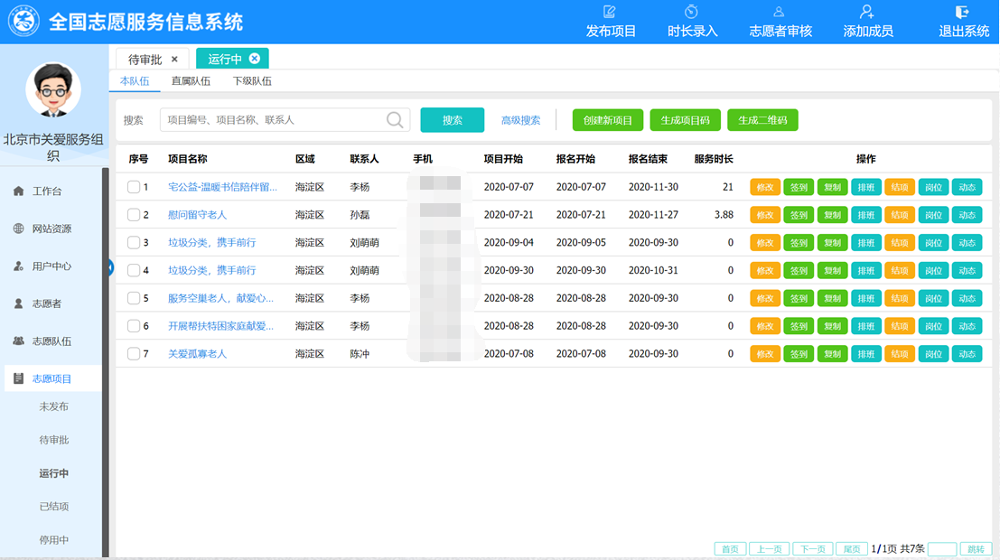 全国志愿服务信息系统
发布项目 时长录入 志愿者审核 添加成员 退出系统
北京市关爱服务组
织
工作台
网站资源
用户中心
志愿者
志愿队伍
志愿项目
未发布
待审批
运行中
已结项
停用中
待审批 × 运行中
本队伍 直属队伍 下级队伍
搜索 项目编号、项目名称、联系人 搜索 高级搜索 创建新项目 生成项目码 生成二维码
序号 项目名称 区域 联系人 手机 项目开始 报名开始 报名结束 服务时长 操作
1 宅公益-温暖书信陪伴留... 海淀区 李杨 2020-07-07 2020-07-07 2020-11-30 21 修改 签到 复制 排班 结项 岗位 动态
2 慰问留守老人 海淀区 孙磊 2020-07-21 2020-07-21 2020-11-27 3.88 修改 签到 复制 排班 结项 岗位 动态
3 垃圾分类，携手前行 海淀区 刘萌萌 2020-09-04 2020-09-05 2020-09-30 0 修改 签到 复制 排班 结项 岗位 动态
4 垃圾分类，携手前行 海淀区 刘萌萌 2020-09-30 2020-09-30 2020-10-31 0 修改 签到 复制 排班 结项 岗位 动态
5 服务空巢老人，献爱心... 海淀区 李杨 2020-08-28 2020-08-28 2020-09-30 0 修改 签到 复制 排班 结项 岗位 动态
6 开展帮扶特困家庭献爱... 海淀区 李杨 2020-08-28 2020-08-28 2020-09-30 0 修改 签到 复制 排班 结项 岗位 动态
7 关爱孤寡老人 海淀区 陈冲 2020-07-08 2020-07-08 2020-09-30 0 修改 签到 复制 排班 结项 岗位 动态
首页 上一页 下一页 尾页 1/1页 共7条 跳转